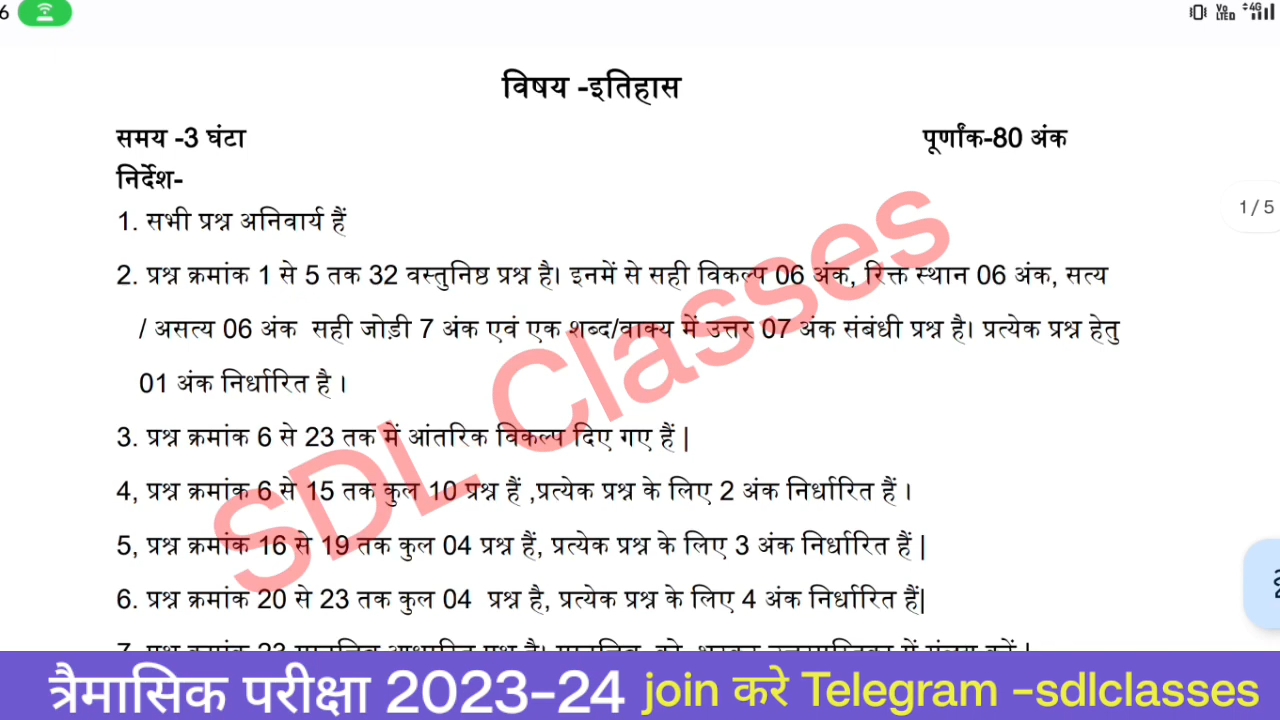 6
Vo
LTED
4G
विषय -इतिहास
समय -3 घंटा पूर्णांक-80 अंक
निर्देश-
1. सभी प्रश्न अनिवार्य हैं
1 / 5
2. प्रश्न क्रमांक 1 से 5 तक 32 वस्तुनिष्ठ प्रश्न है। इनमें से सही विकल्प 06 अंक, रिक्त स्थान 06 अंक, सत्य
/ असत्य 06 अंक सही जोड़ी 7 अंक एवं एक शब्द/वाक्य में उत्तर 07 अंक संबंधी प्रश्न है। प्रत्येक प्रश्न हेतु
01 अंक निर्धारित है ।
3. प्रश्न क्रमांक 6 से 23 तक में आंतरिक विकल्प दिए गए हैं |
4, प्रश्न क्रमांक 6 से 15 तक कुल 10 प्रश्न हैं ,प्रत्येक प्रश्न के लिए 2 अंक निर्धारित हैं ।
5, प्रश्न क्रमांक 16 से 19 तक कुल 04 प्रश्न हैं, प्रत्येक प्रश्न के लिए 3 अंक निर्धारित हैं |
6. प्रश्न क्रमांक 20 से 23 तक कुल 04 प्रश्न है, प्रत्येक प्रश्न के लिए 4 अंक निर्धारित हैं|
SDL Classes
त्रैमासिक परीक्षा 2023-24 join करे Telegram -sdlclasses